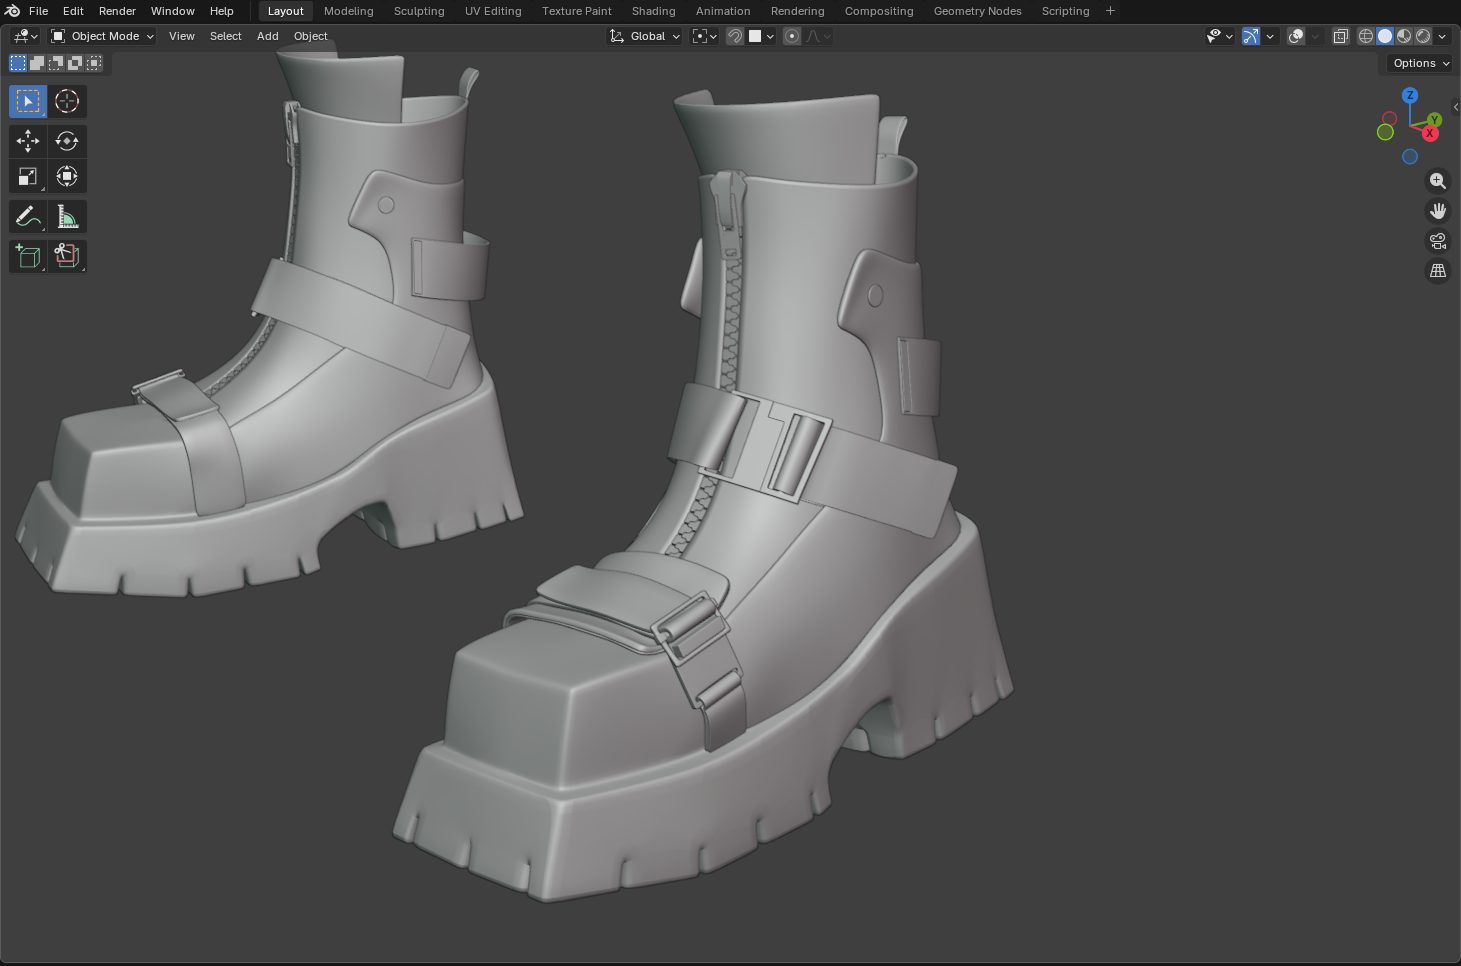 File Edit Render Window Help Layout Modeling Sculpting UV Editing Texture Paint Shading Animation Rendering Compositing Geometry Nodes Scripting +
Object Mode View Select Add Object Global
Options
Z
Y
X